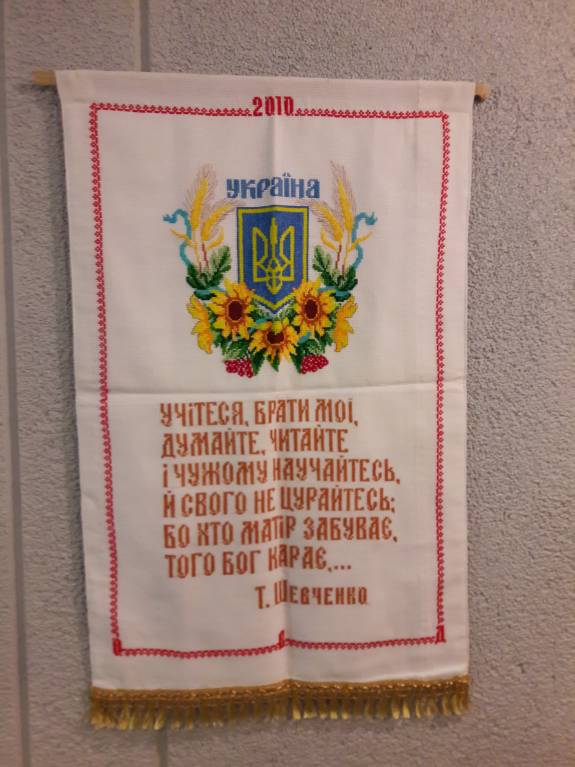 2010
УКРАЇНА
УЧІТЕСЯ, БРАТИ МОЇ,
ДУМАЙТЕ, ЧИТАЙТЕ
І ЧУЖОМУ НАУЧАЙТЕСЬ,
Й СВОГО НЕ ЦУРАЙТЕСЬ;
БО ХТО МАТІР ЗАБУВАЄ,
ТОГО БОГ КАРАЄ,...
Т. ШЕВЧЕНКО
О В Д